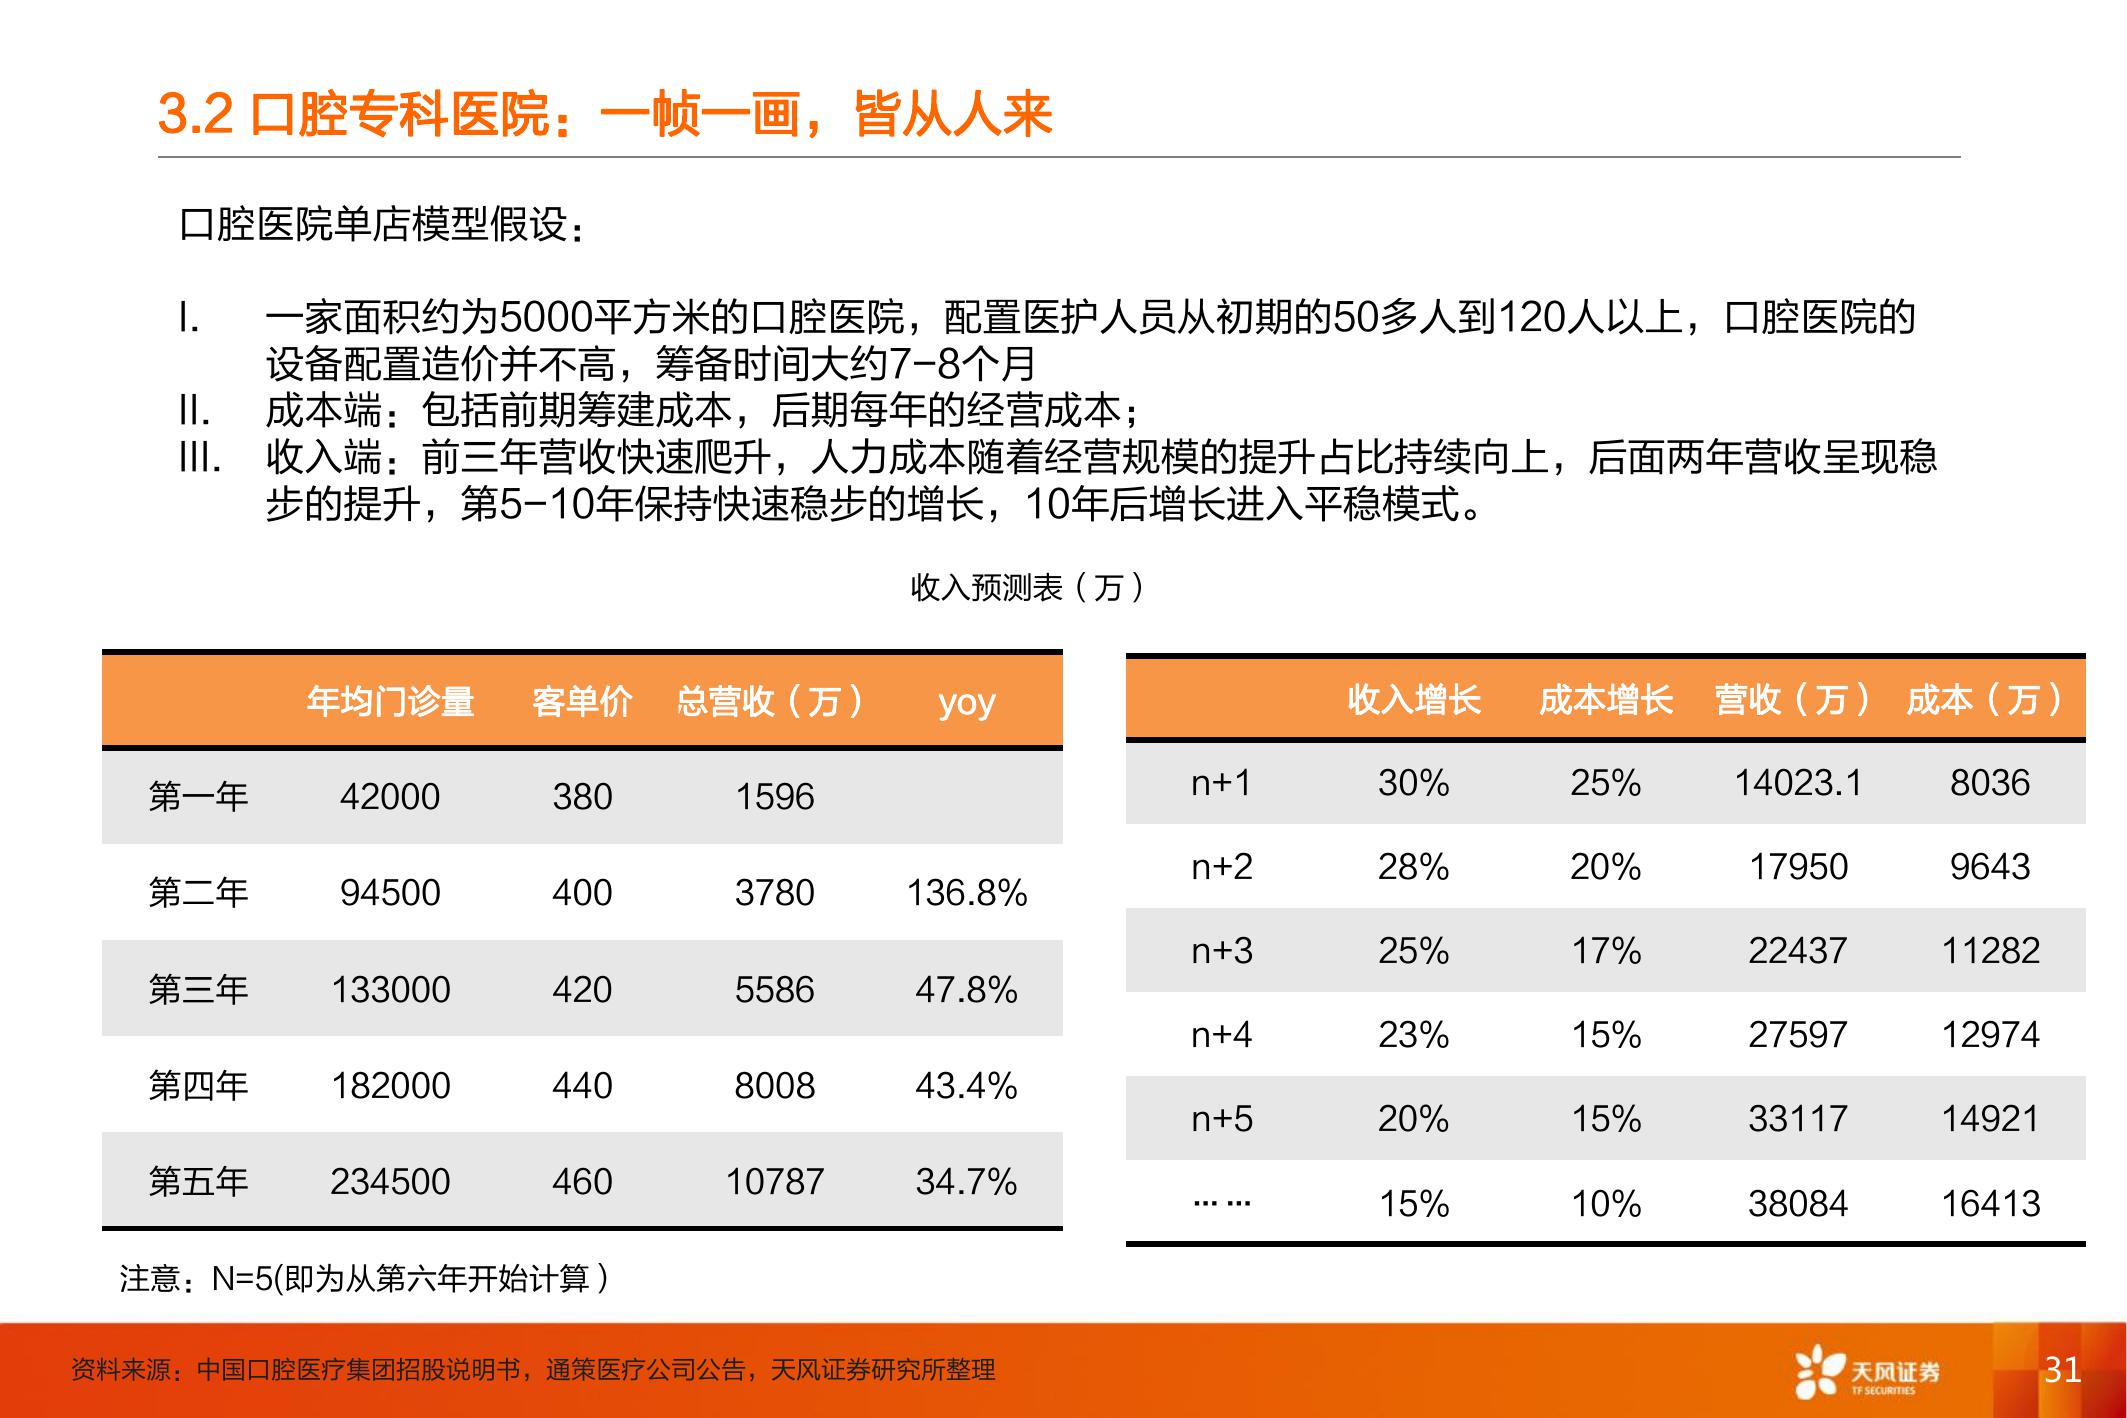 3.2 口腔专科医院：一帧一画，皆从人来
口腔医院单店模型假设：
I. 一家面积约为5000平方米的口腔医院，配置医护人员从初期的50多人到120人以上，口腔医院的
设备配置造价并不高，筹备时间大约7-8个月
II. 成本端：包括前期筹建成本，后期每年的经营成本；
III. 收入端：前三年营收快速爬升，人力成本随着经营规模的提升占比持续向上，后面两年营收呈现稳
步的提升，第5-10年保持快速稳步的增长，10年后增长进入平稳模式。
收入预测表（万）
年均门诊量 客单价 总营收（万） yoy
第一年 42000 380 1596
第二年 94500 400 3780 136.8%
第三年 133000 420 5586 47.8%
第四年 182000 440 8008 43.4%
第五年 234500 460 10787 34.7%
收入增长 成本增长 营收（万） 成本（万）
n+1 30% 25% 14023.1 8036
n+2 28% 20% 17950 9643
n+3 25% 17% 22437 11282
n+4 23% 15% 27597 12974
n+5 20% 15% 33117 14921
…… 15% 10% 38084 16413
注意：N=5(即为从第六年开始计算）
资料来源：中国口腔医疗集团招股说明书，通策医疗公司公告，天风证券研究所整理
天风证券
TF SECURITIES
31